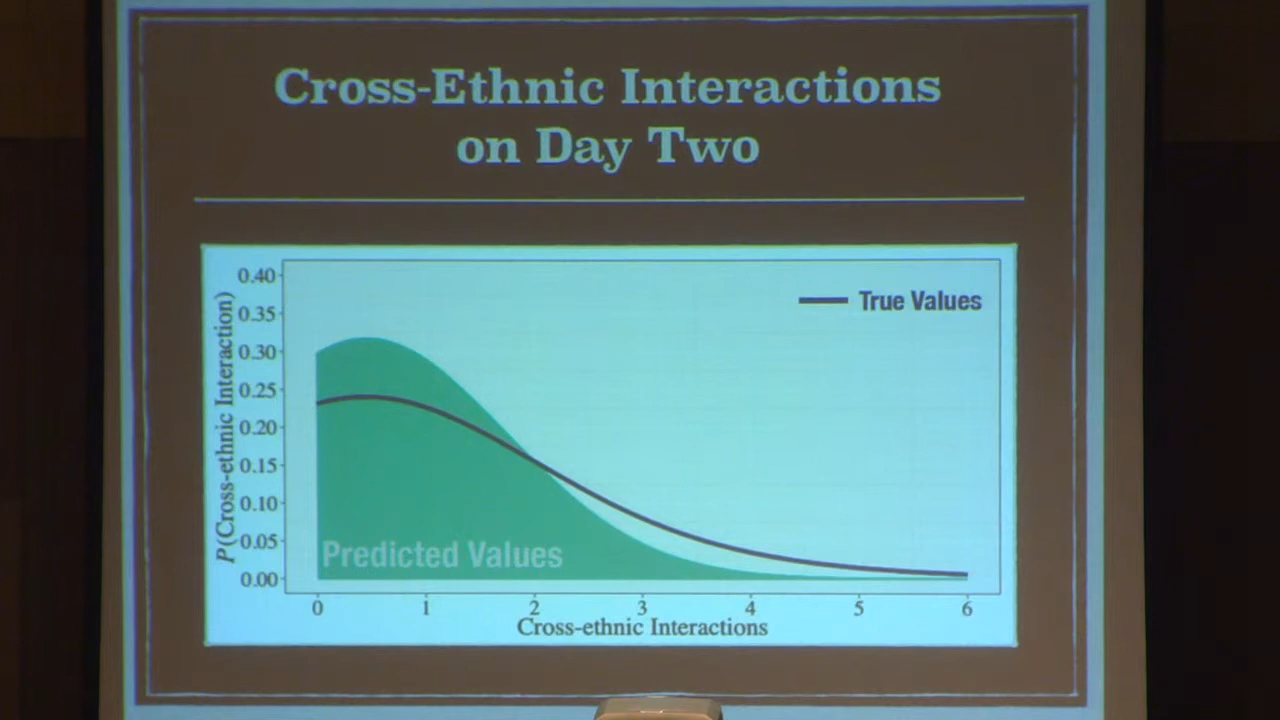 Cross-Ethnic Interactions
on Day Two
True Values
P(Cross-ethnic Interaction)
0.40
0.35
0.30
0.25
0.20
0.15
0.10
0.05
0.00
Predicted Values
0 1 2 3 4 5 6
Cross-ethnic Interactions